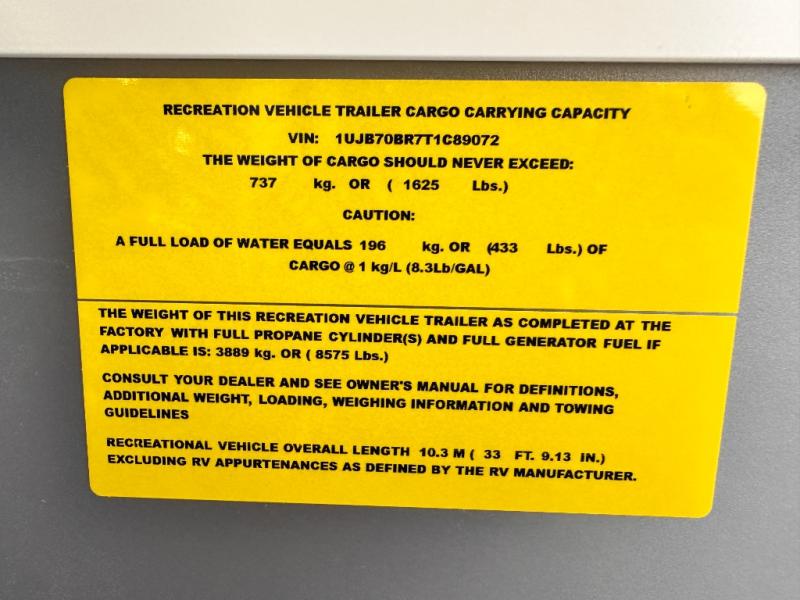 RECREATION VEHICLE TRAILER CARGO CARRYING CAPACITY
VIN: 1UJB70BR7T1C89072
THE WEIGHT OF CARGO SHOULD NEVER EXCEED:
737 kg. OR ( 1625 Lbs.)
CAUTION:
A FULL LOAD OF WATER EQUALS 196 kg. OR (433 Lbs.) OF
CARGO @ 1 kg/L (8.3Lb/GAL)
THE WEIGHT OF THIS RECREATION VEHICLE TRAILER AS COMPLETED AT THE
FACTORY WITH FULL PROPANE CYLINDER(S) AND FULL GENERATOR FUEL IF
APPLICABLE IS: 3889 kg. OR ( 8575 Lbs.)
CONSULT YOUR DEALER AND SEE OWNER'S MANUAL FOR DEFINITIONS,
ADDITIONAL WEIGHT, LOADING, WEIGHING INFORMATION AND TOWING
GUIDELINES
RECREATIONAL VEHICLE OVERALL LENGTH 10.3 M ( 33 FT. 9.13 IN.)
EXCLUDING RV APPURTENANCES AS DEFINED BY THE RV MANUFACTURER.